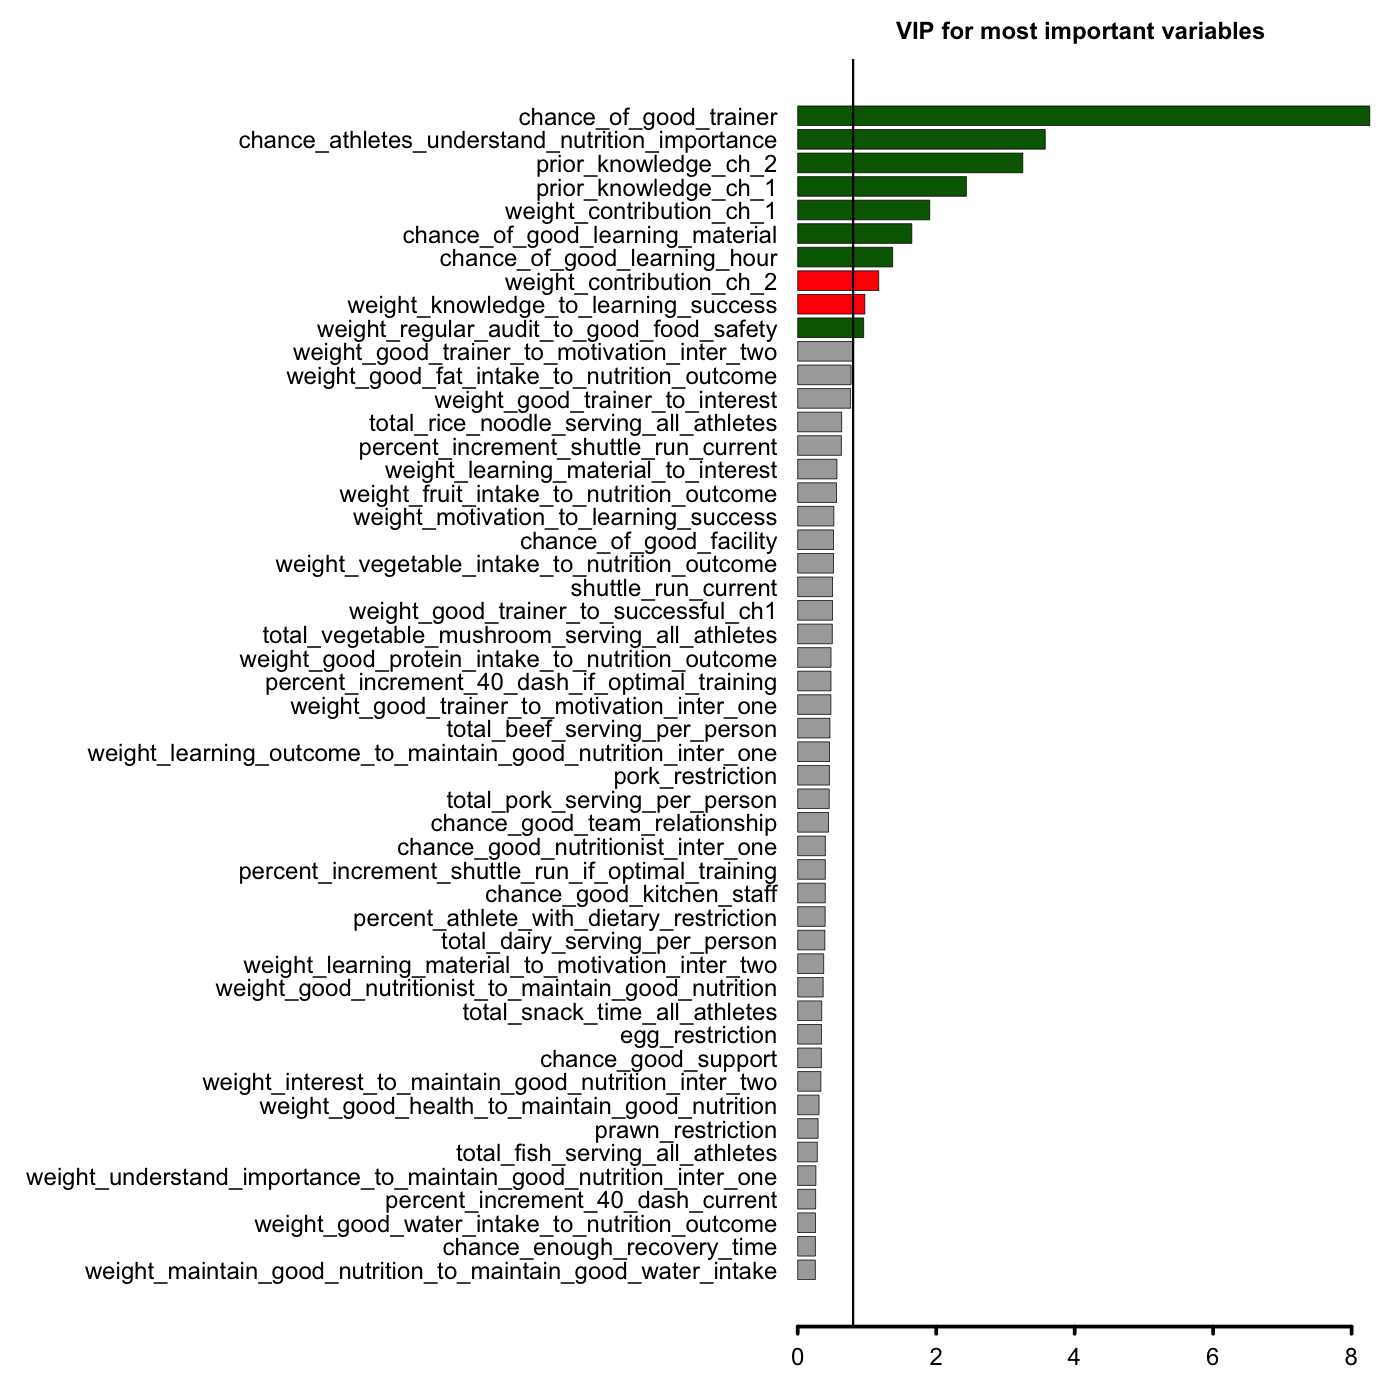 VIP for most important variables
chance_of_good_trainer
chance_athletes_understand_nutrition_importance
prior_knowledge_ch_2
prior_knowledge_ch_1
weight_contribution_ch_1
chance_of_good_learning_material
chance_of_good_learning_hour
weight_contribution_ch_2
weight_knowledge_to_learning_success
weight_regular_audit_to_good_food_safety
weight_good_trainer_to_motivation_inter_two
weight_good_fat_intake_to_nutrition_outcome
weight_good_trainer_to_interest
total_rice_noodle_serving_all_athletes
percent_increment_shuttle_run_current
weight_learning_material_to_interest
weight_fruit_intake_to_nutrition_outcome
weight_motivation_to_learning_success
chance_of_good_facility
weight_vegetable_intake_to_nutrition_outcome
shuttle_run_current
weight_good_trainer_to_successful_ch1
total_vegetable_mushroom_serving_all_athletes
weight_good_protein_intake_to_nutrition_outcome
percent_increment_40_dash_if_optimal_training
weight_good_trainer_to_motivation_inter_one
total_beef_serving_per_person
weight_learning_outcome_to_maintain_good_nutrition_inter_one
pork_restriction
total_pork_serving_per_person
chance_good_team_relationship
chance_good_nutritionist_inter_one
percent_increment_shuttle_run_if_optimal_training
chance_good_kitchen_staff
percent_athlete_with_dietary_restriction
total_dairy_serving_per_person
weight_learning_material_to_motivation_inter_two
weight_good_nutritionist_to_maintain_good_nutrition
total_snack_time_all_athletes
egg_restriction
chance_good_support
weight_interest_to_maintain_good_nutrition_inter_two
weight_good_health_to_maintain_good_nutrition
prawn_restriction
total_fish_serving_all_athletes
weight_understand_importance_to_maintain_good_nutrition_inter_one
percent_increment_40_dash_current
weight_good_water_intake_to_nutrition_outcome
chance_enough_recovery_time
weight_maintain_good_nutrition_to_maintain_good_water_intake
0 2 4 6 8